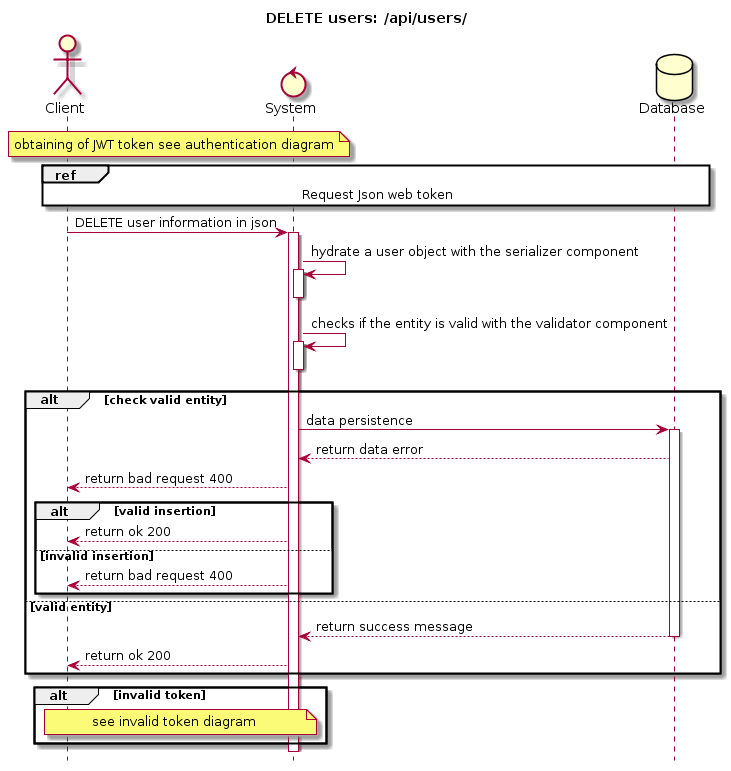 DELETE users: /api/users/
Client
System
Database
obtaining of JWT token see authentication diagram
ref
Request Json web token
DELETE user information in json
hydrate a user object with the serializer component
checks if the entity is valid with the validator component
alt [check valid entity]
data persistence
return data error
return bad request 400
alt [valid insertion]
return ok 200
[invalid insertion]
return bad request 400
[valid entity]
return success message
return ok 200
alt [invalid token]
see invalid token diagram